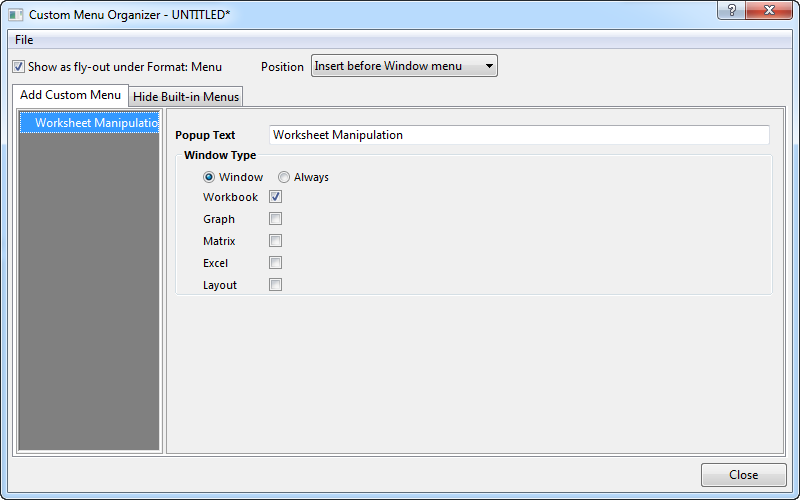 Custom Menu Organizer - UNTITLED*
File
Show as fly-out under Format: Menu Position Insert before Window menu
Add Custom Menu Hide Built-in Menus
Worksheet Manipulatio
Popup Text Worksheet Manipulation
Window Type
Window Always
Workbook
Graph
Matrix
Excel
Layout
Close